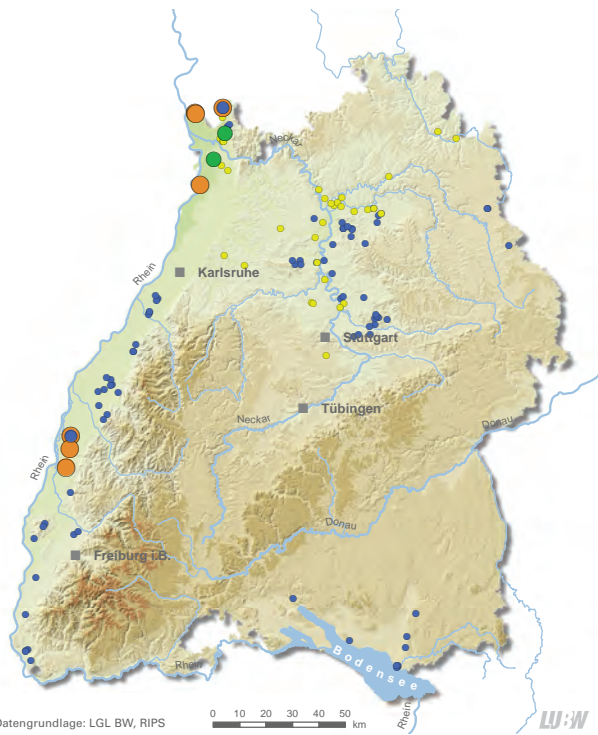 Neckar
Rhein
Karlsruhe
Stuttgart
Neckar
Tübingen
Donau
Rhein
Donau
Freiburg i.B.
Bodensee
Rhein
Rhein
Datengrundlage: LGL BW, RIPS
0 10 20 30 40 50 km
LUBW